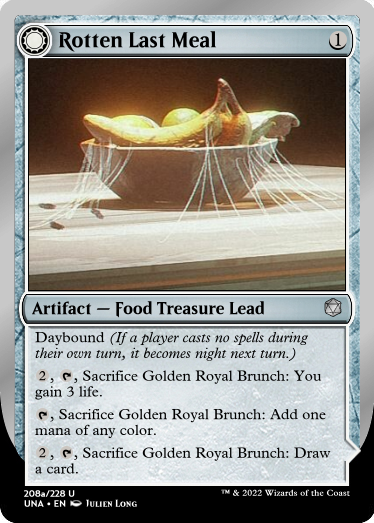 Rotten Last Meal 1
Artifact — Food Treasure Lead
Daybound (If a player casts no spells during
their own turn, it becomes night next turn.)
2, , Sacrifice Golden Royal Brunch: You
gain 3 life.
, Sacrifice Golden Royal Brunch: Add one
mana of any color.
2, , Sacrifice Golden Royal Brunch: Draw
a card.
208a/228 U
UNA • EN Julien Long
™ & © 2022 Wizards of the Coast